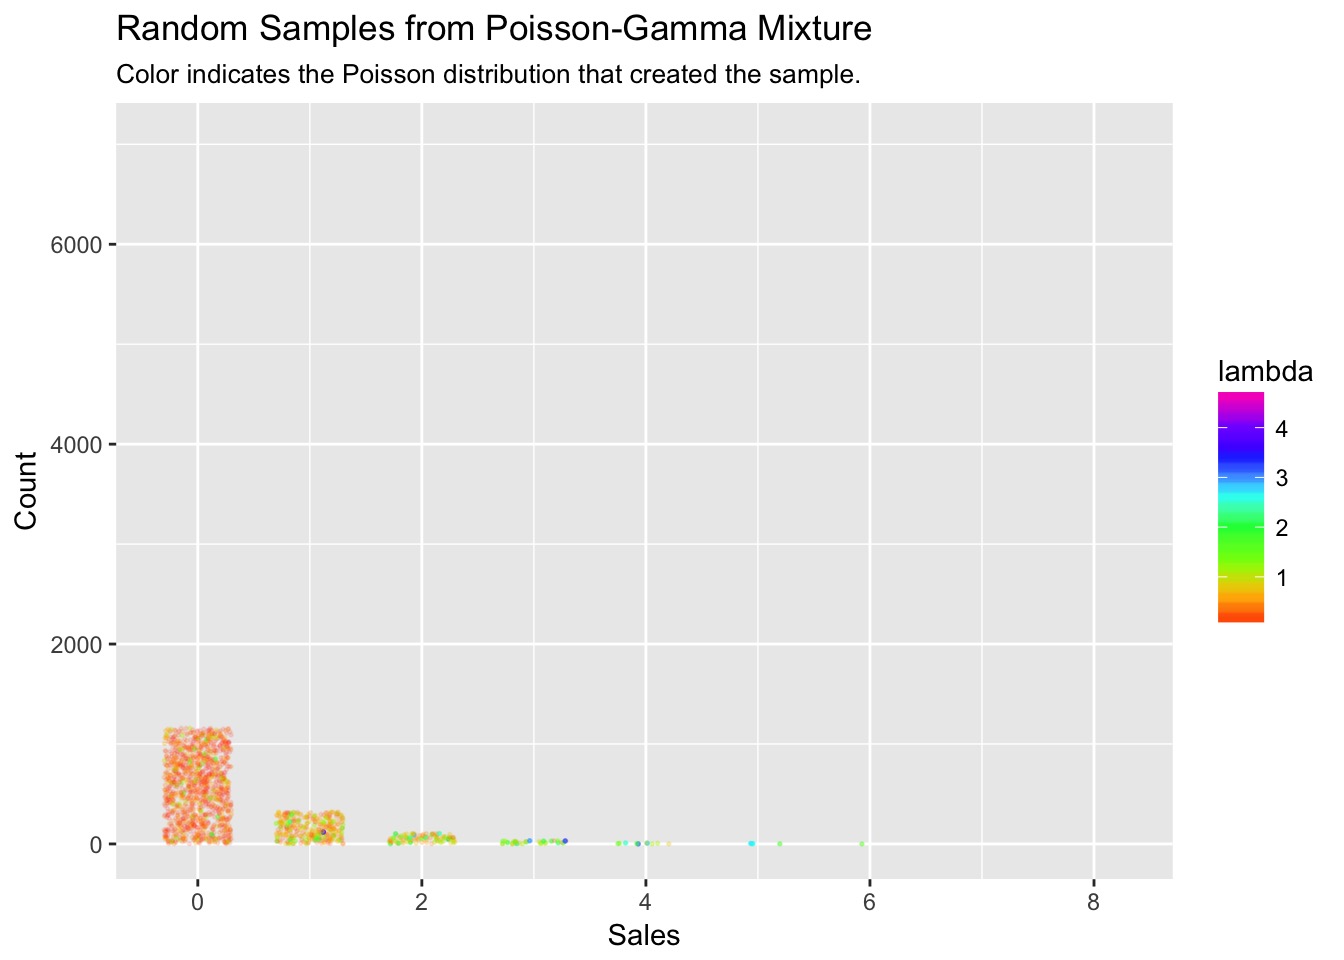 Random Samples from Poisson-Gamma Mixture
Color indicates the Poisson distribution that created the sample.
Count
6000
4000
2000
0
0 2 4 6 8
Sales
lambda
4
3
2
1